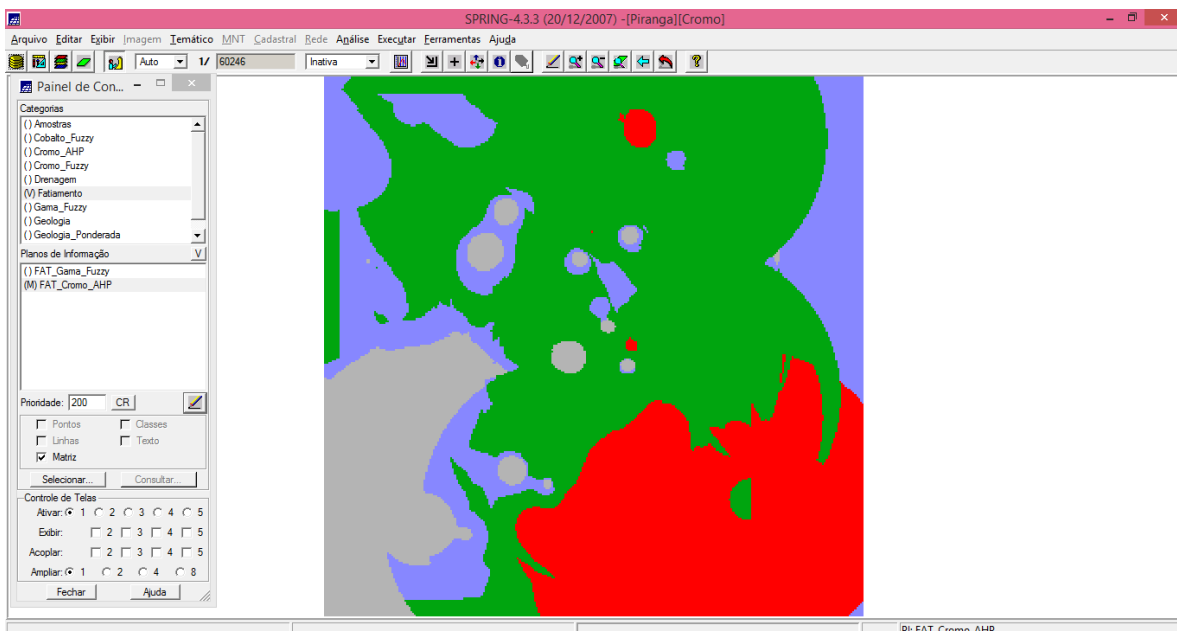 SPRING-4.3.3 (20/12/2007) -[Piranga][Cromo]
Arquivo Editar Exibir Imagem Temático MNT Cadastral Rede Análise Executar Ferramentas Ajuda
Auto 1/ 60246 Inativa
Painel de Con...
Categorias
() Amostras
() Cobalto_Fuzzy
() Cromo_AHP
() Cromo_Fuzzy
() Drenagem
(V) Fatiamento
() Gama_Fuzzy
() Geologia
() Geologia_Ponderada
Planos de Informação V
() FAT_Gama_Fuzzy
(M) FAT_Cromo_AHP
Prioridade: 200 CR
Pontos Classes
Linhas Texto
Matriz
Selecionar... Consultar...
Controle de Telas
Ativar: 1 2 3 4 5
Exibir: 2 3 4 5
Acoplar: 2 3 4 5
Ampliar: 1 2 4 8
Fechar Ajuda
PI: FAT_Cromo_AHP